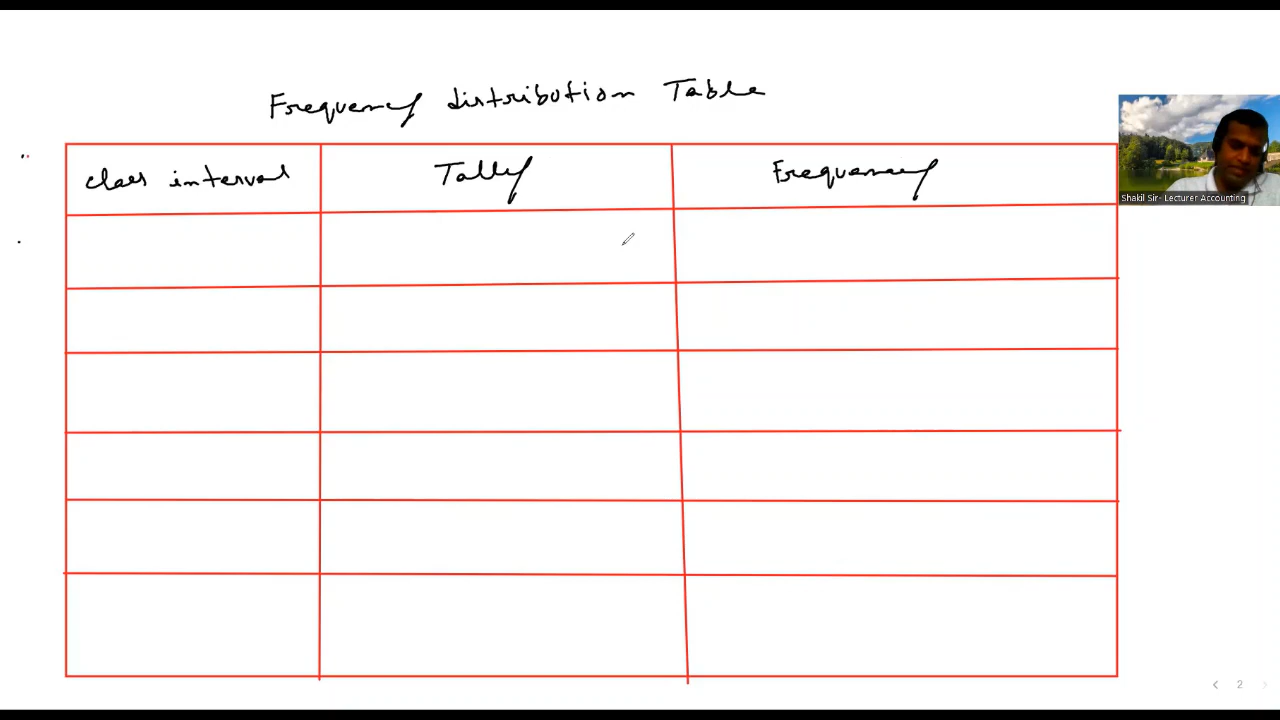 Frequency distribution Table
class interval Tally Frequency
Shakil Sir- Lecturer Accounting
2